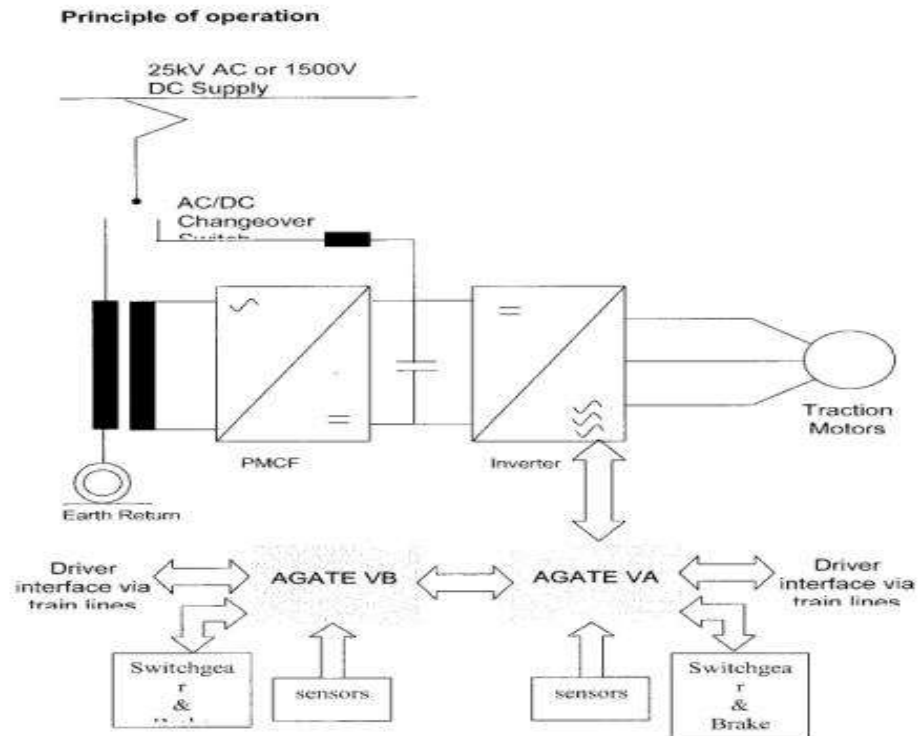 Principle of operation
25kV AC or 1500V
DC Supply
AC/DC
Changeover
Switch
PMCF
Inverter
Traction
Motors
Earth Return
Driver
interface via
train lines
AGATE VB
AGATE VA
Driver
interface via
train lines
Switchgea
r
&
sensors
sensors
Switchgea
r
&
Brake